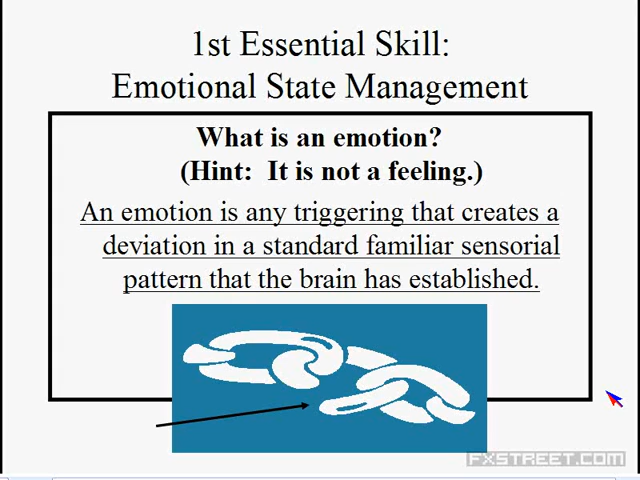 1st Essential Skill:
Emotional State Management
What is an emotion?
(Hint:  It is not a feeling.)
An emotion is any triggering that creates a
deviation in a standard familiar sensorial
pattern that the brain has established.
FXSTREET.COM